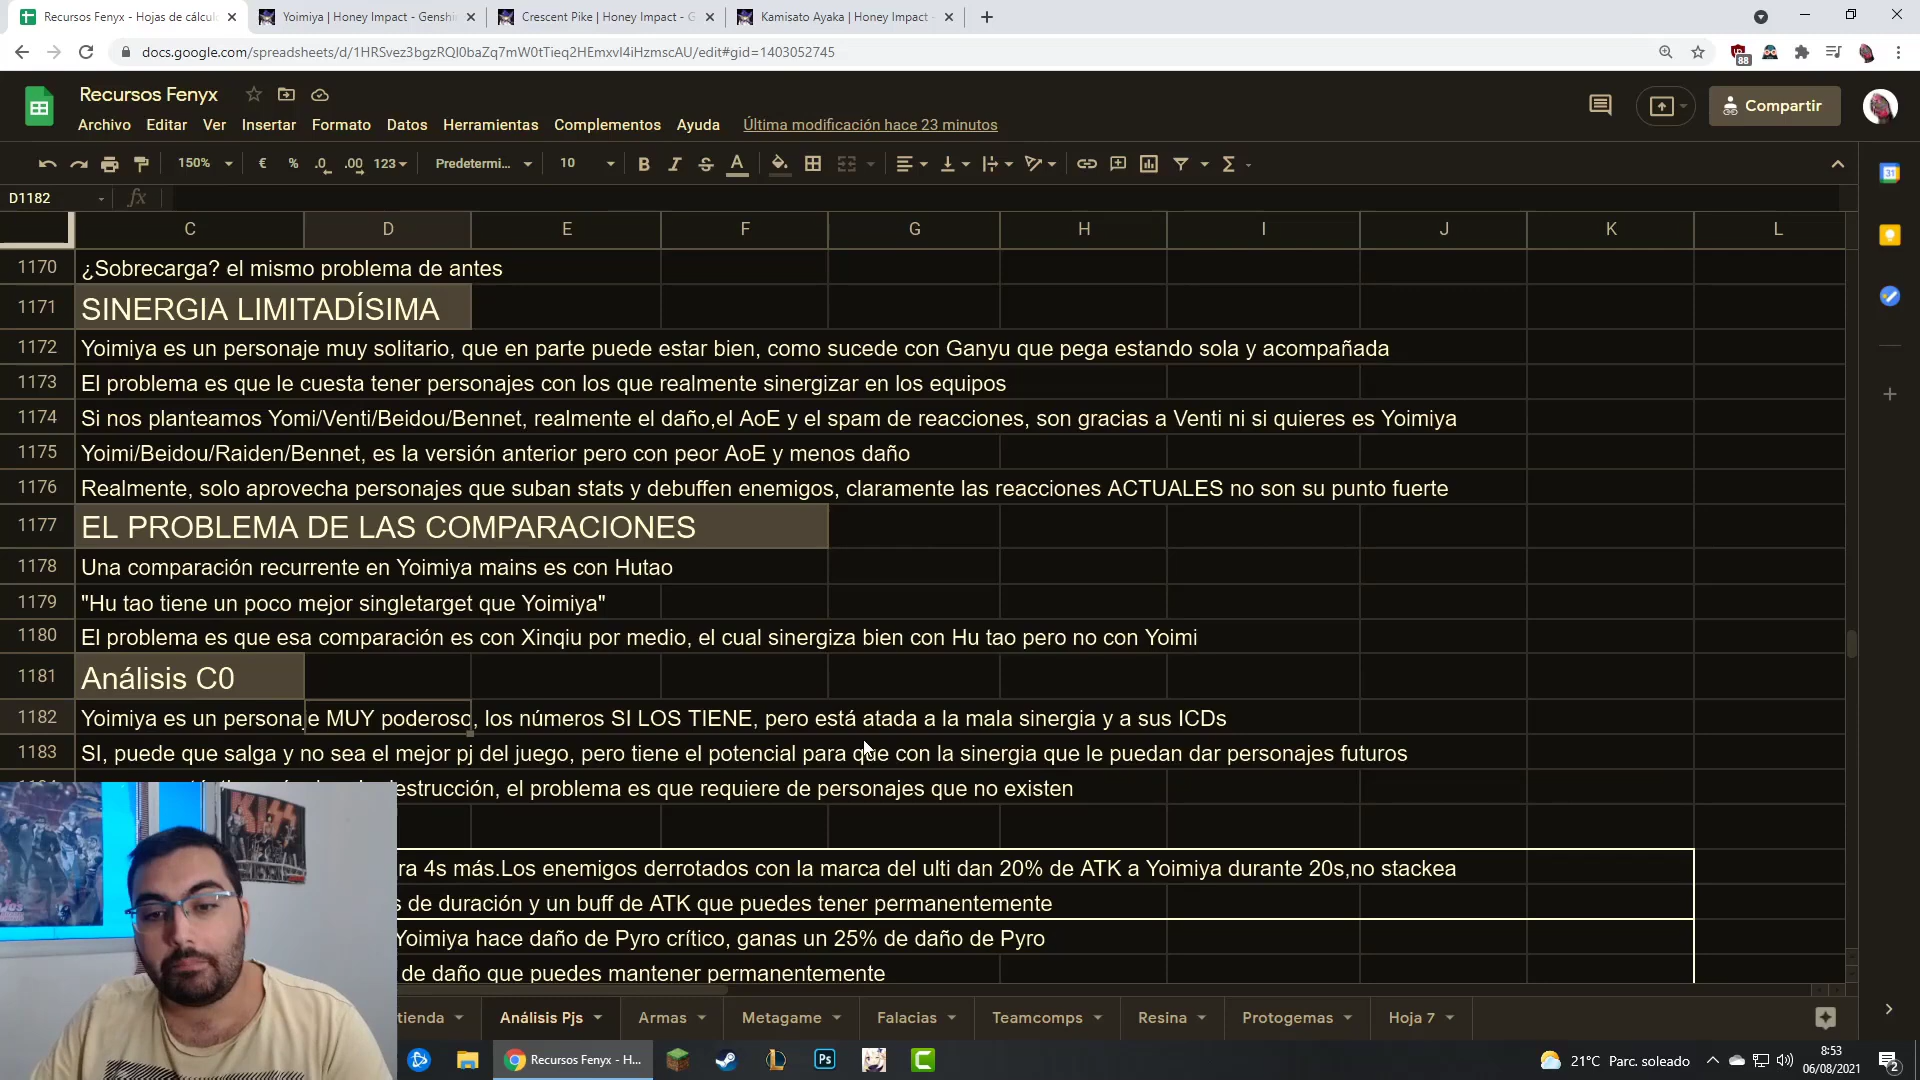 Recursos Fenyx - Hojas de cálcul
Yoimiya | Honey Impact - Genshin
Crescent Pike | Honey Impact - G
Kamisato Ayaka | Honey Impact -
docs.google.com/spreadsheets/d/1HRSvez3bgzRQI0baZq7mW0tTieq2HEmxvl4iHzmscAU/edit#gid=1403052745
88
Recursos Fenyx
Compartir
Archivo Editar Ver Insertar Formato Datos Herramientas Complementos Ayuda Última modificación hace 23 minutos
150% € % .0 .00 123 Predetermi... 10 B I S A Σ
D1182 fx
C D E F G H I J K L
1170 ¿Sobrecarga? el mismo problema de antes
1171 SINERGIA LIMITADÍSIMA
1172 Yoimiya es un personaje muy solitario, que en parte puede estar bien, como sucede con Ganyu que pega estando sola y acompañada
1173 El problema es que le cuesta tener personajes con los que realmente sinergizar en los equipos
1174 Si nos planteamos Yomi/Venti/Beidou/Bennet, realmente el daño,el AoE y el spam de reacciones, son gracias a Venti ni si quieres es Yoimiya
1175 Yoimi/Beidou/Raiden/Bennet, es la versión anterior pero con peor AoE y menos daño
1176 Realmente, solo aprovecha personajes que suban stats y debuffen enemigos, claramente las reacciones ACTUALES no son su punto fuerte
1177 EL PROBLEMA DE LAS COMPARACIONES
1178 Una comparación recurrente en Yoimiya mains es con Hutao
1179 "Hu tao tiene un poco mejor singletarget que Yoimiya"
1180 El problema es que esa comparación es con Xinqiu por medio, el cual sinergiza bien con Hu tao pero no con Yoimi
1181 Análisis C0
1182 Yoimiya es un personaje MUY poderoso, los números SI LOS TIENE, pero está atada a la mala sinergia y a sus ICDs
1183 SI, puede que salga y no sea el mejor pj del juego, pero tiene el potencial para que con la sinergia que le puedan dar personajes futuros
estrucción, el problema es que requiere de personajes que no existen
ra 4s más.Los enemigos derrotados con la marca del ulti dan 20% de ATK a Yoimiya durante 20s,no stackea
s de duración y un buff de ATK que puedes tener permanentemente
Yoimiya hace daño de Pyro crítico, ganas un 25% de daño de Pyro
de daño que puedes mantener permanentemente
KISS
tienda Análisis Pjs Armas Metagame Falacias Teamcomps Resina Protogemas Hoja 7
Recursos Fenyx - H...
Ps
21°C Parc. soleado
8:53
06/08/2021
2